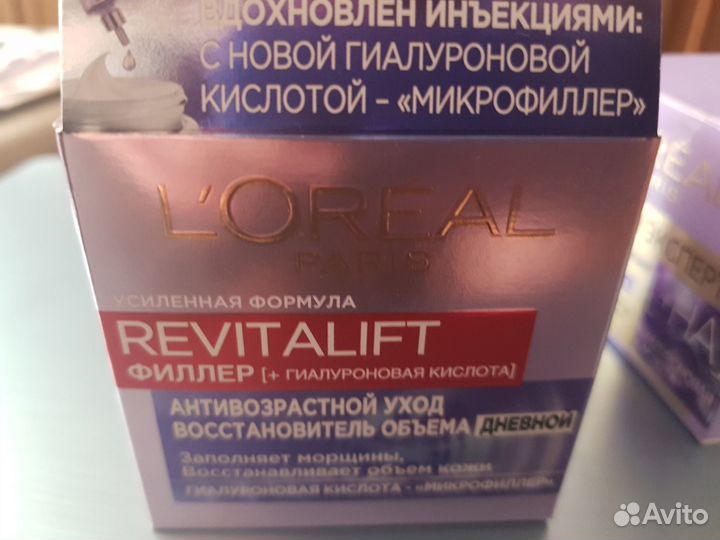 ВДОХНОВЛЕН ИНЪЕКЦИЯМИ:
С НОВОЙ ГИАЛУРОНОВОЙ
КИСЛОТОЙ – «МИКРОФИЛЛЕР»
L'ORÉAL
PARIS
УСИЛЕННАЯ ФОРМУЛА
REVITALIFT
ФИЛЛЕР [+ ГИАЛУРОНОВАЯ КИСЛОТА]
АНТИВОЗРАСТНОЙ УХОД
ВОССТАНОВИТЕЛЬ ОБЪЕМА ДНЕВНОЙ
Заполняет морщины,
Восстанавливает объем кожи
ГИАЛУРОНОВАЯ КИСЛОТА - «МИКРОФИЛЛЕР»
Avito